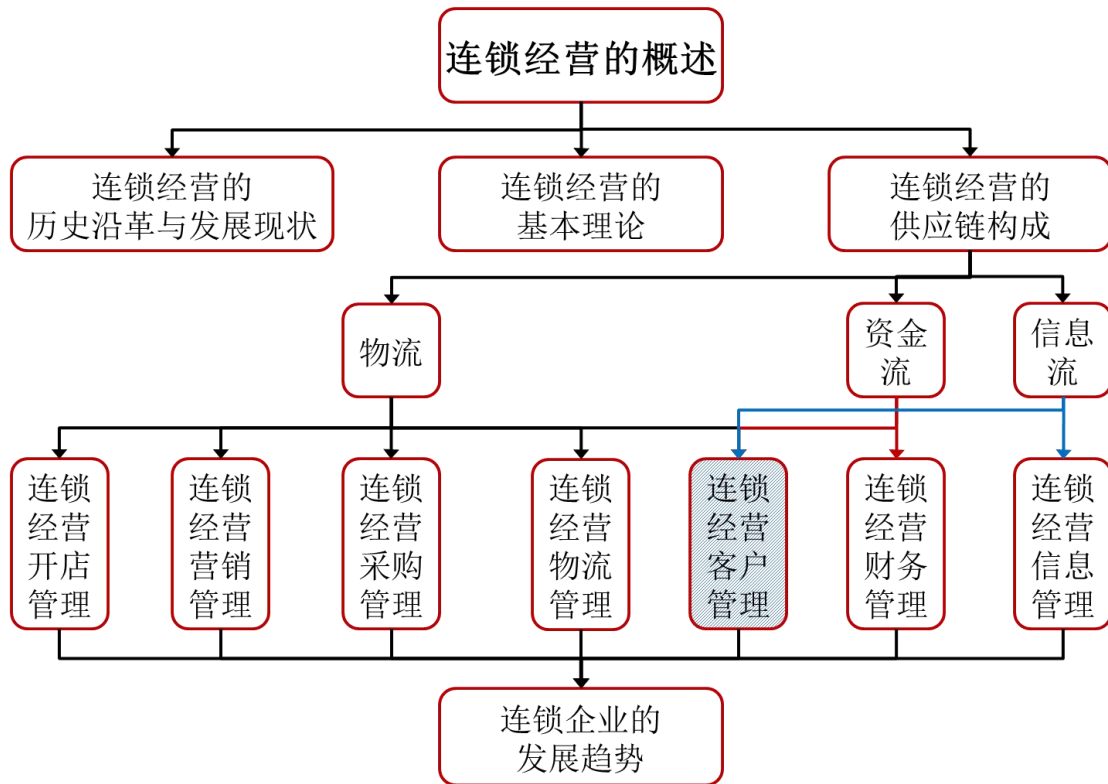 连锁经营的概述
连锁经营的
历史沿革与发展现状
连锁经营的
基本理论
连锁经营的
供应链构成
物流
资金
流
信息
流
连锁
经营
开店
管理
连锁
经营
营销
管理
连锁
经营
采购
管理
连锁
经营
物流
管理
连锁
经营
客户
管理
连锁
经营
财务
管理
连锁
经营
信息
管理
连锁企业的
发展趋势